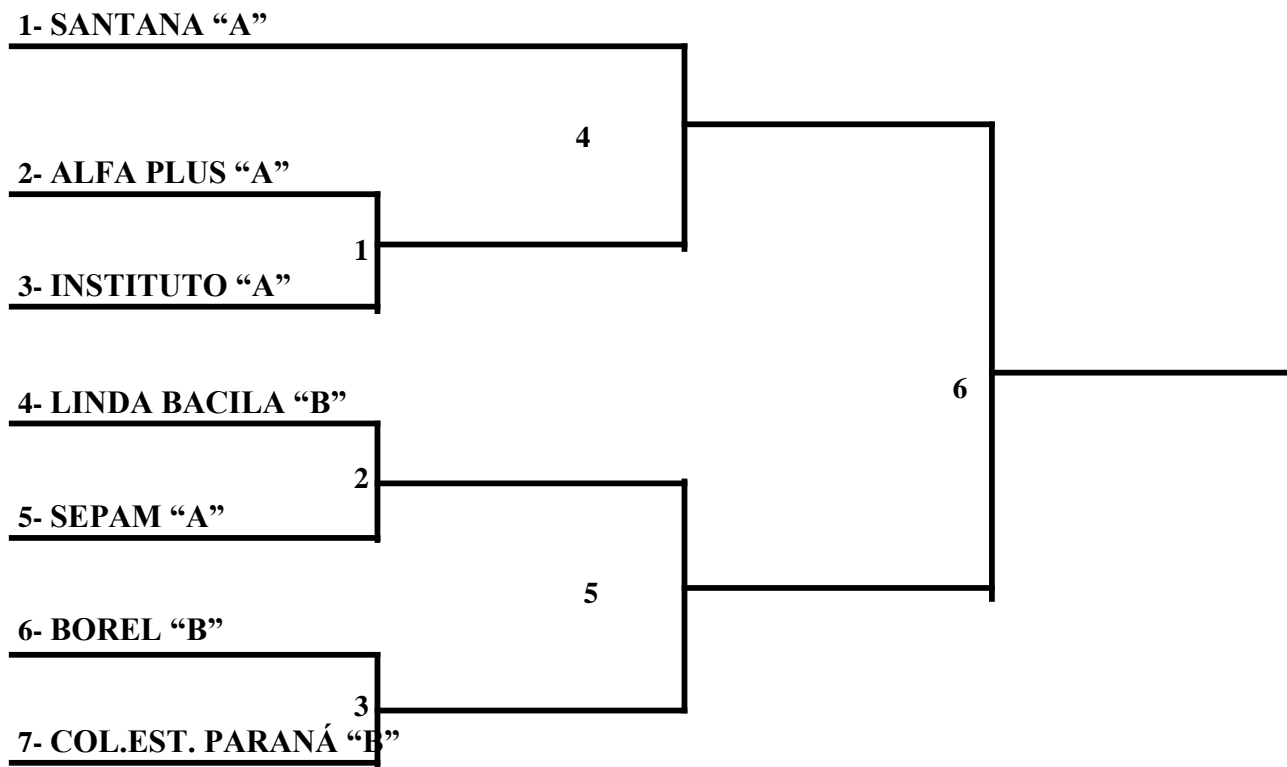 1- SANTANA “A”
4
2- ALFA PLUS “A”
1
3- INSTITUTO “A”
4- LINDA BACILA “B”
6
2
5- SEPAM “A”
5
6- BOREL “B”
3
7- COL.EST. PARANÁ “B”